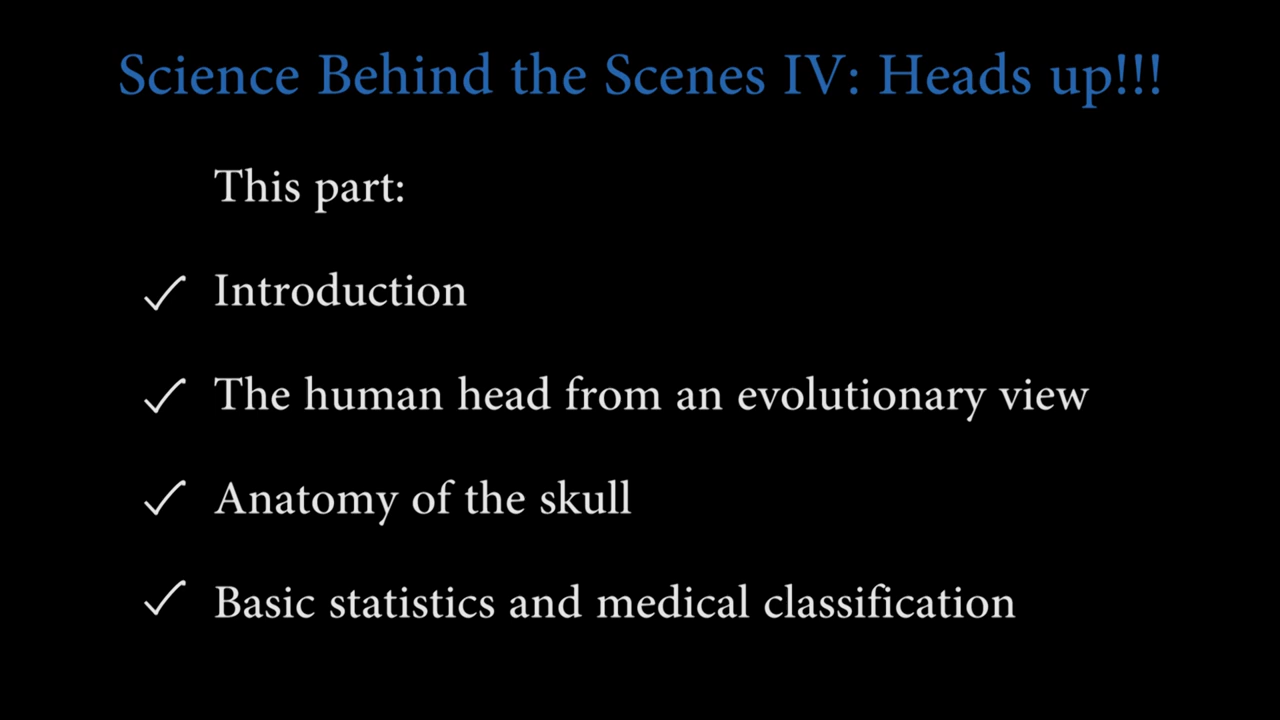 Science Behind the Scenes IV: Heads up!!!
This part:
Introduction
The human head from an evolutionary view
Anatomy of the skull
Basic statistics and medical classification